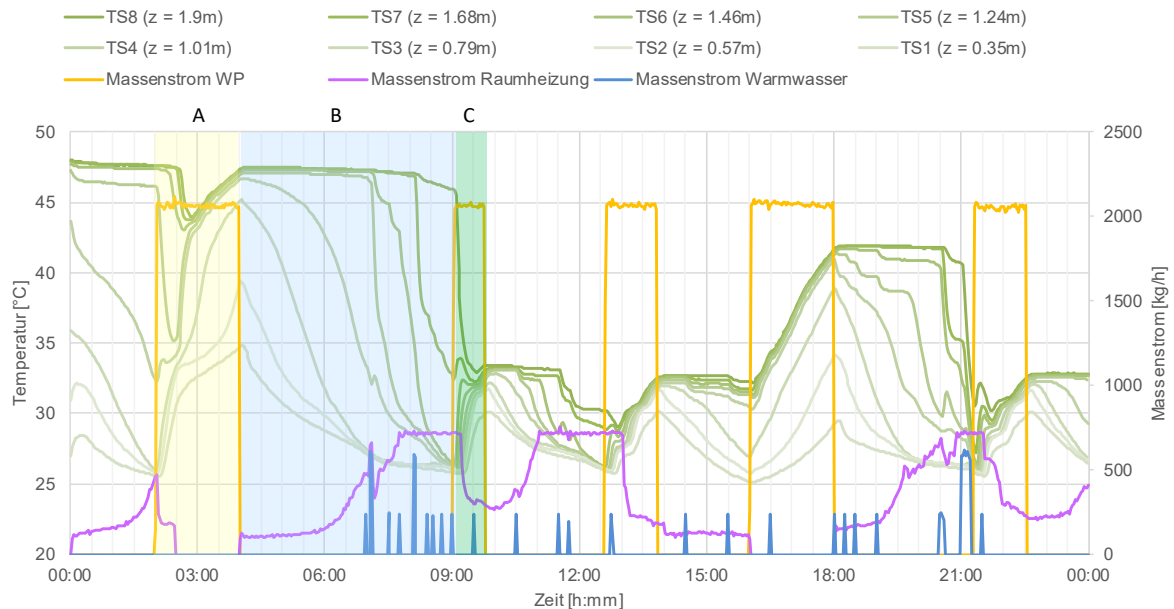 TS8 (z = 1.9m) TS7 (z = 1.68m) TS6 (z = 1.46m) TS5 (z = 1.24m)
TS4 (z = 1.01m) TS3 (z = 0.79m) TS2 (z = 0.57m) TS1 (z = 0.35m)
Massenstrom WP Massenstrom Raumheizung Massenstrom Warmwasser
A B C
50 2500
45 2000
40 1500
35 1000
30
25 500
20 0
Temperatur [°C]
Massenstrorm [kg/h]
00:00 03:00 06:00 09:00 12:00 15:00 18:00 21:00 00:00
Zeit [h:mm]